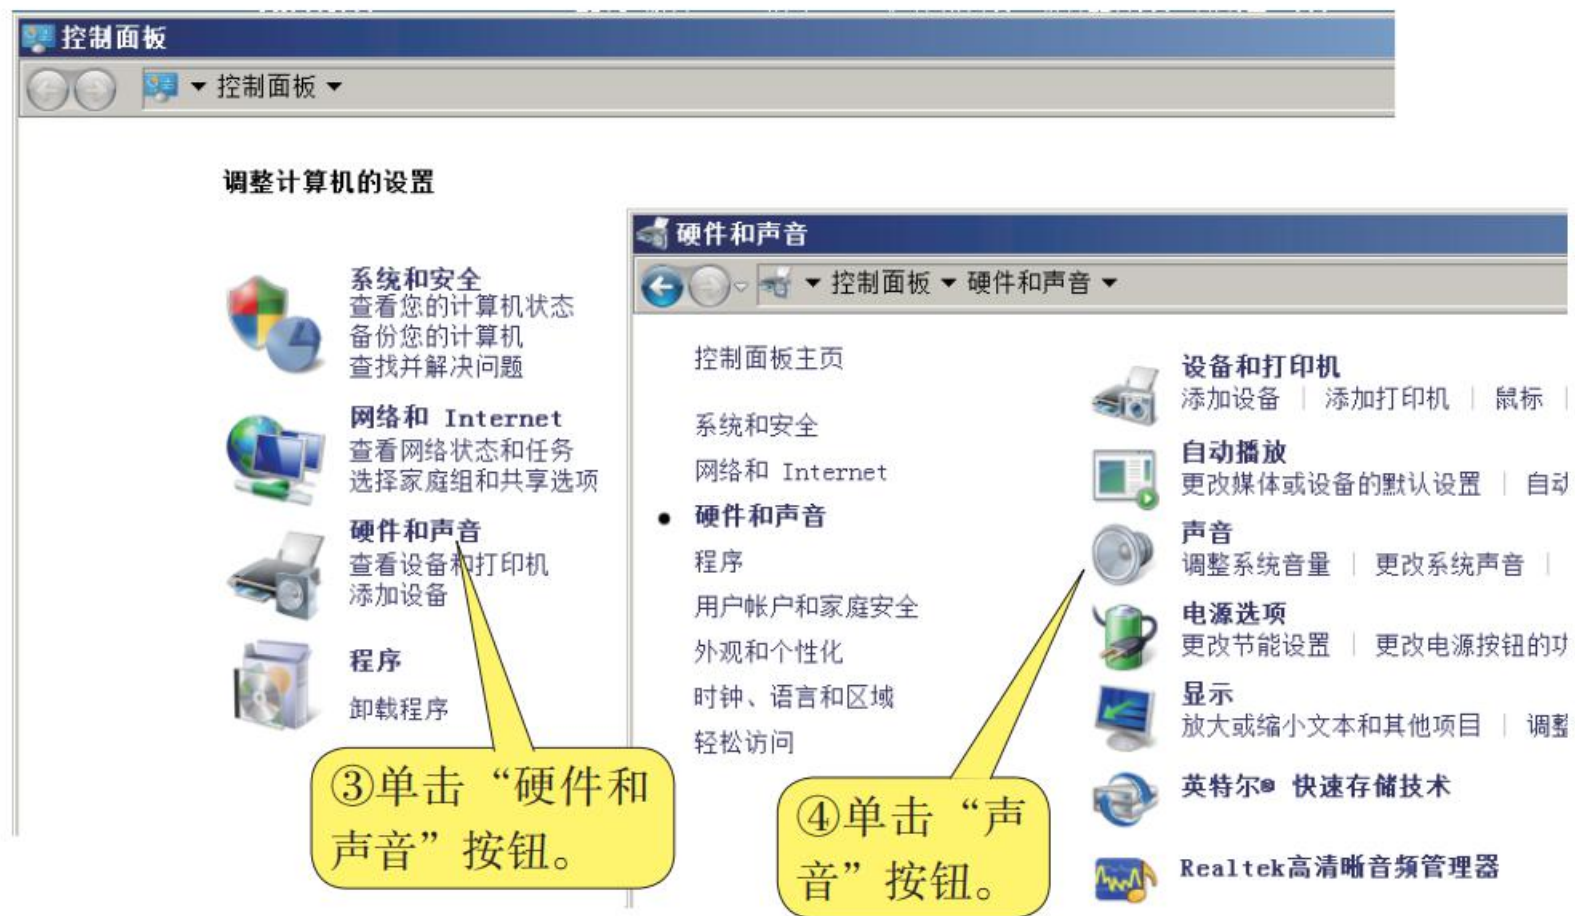 控制面板
控制面板
调整计算机的设置
系统和安全
查看您的计算机状态
备份您的计算机
查找并解决问题
网络和 Internet
查看网络状态和任务
选择家庭组和共享选项
硬件和声音
查看设备和打印机
添加设备
程序
卸载程序
③单击“硬件和
声音”按钮。
硬件和声音
控制面板 硬件和声音
控制面板主页
系统和安全
网络和 Internet
• 硬件和声音
程序
用户帐户和家庭安全
外观和个性化
时钟、语言和区域
轻松访问
设备和打印机
添加设备 | 添加打印机 | 鼠标 |
自动播放
更改媒体或设备的默认设置 | 自动
声音
调整系统音量 | 更改系统声音 |
电源选项
更改节能设置 | 更改电源按钮的功
显示
放大或缩小文本和其他项目 | 调整
英特尔® 快速存储技术
Realtek高清晰音频管理器
④单击“声
音”按钮。